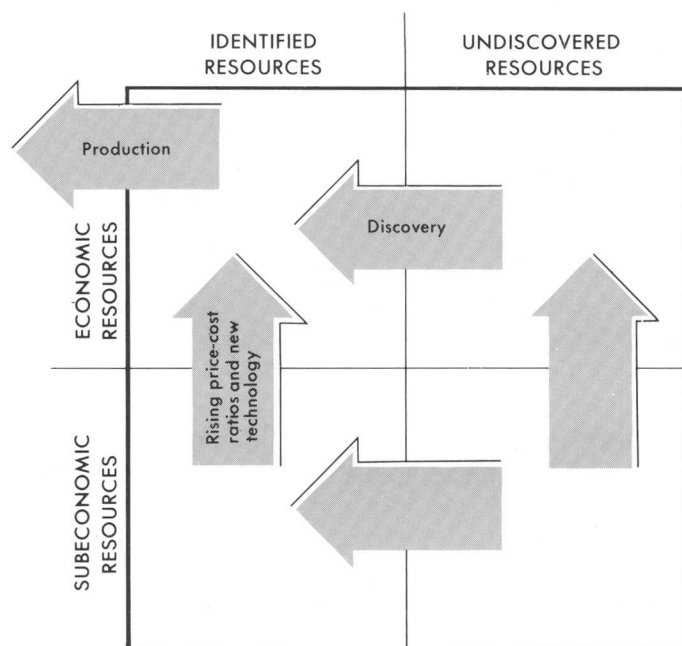 IDENTIFIED
RESOURCES
UNDISCOVERED
RESOURCES
Production
Discovery
ECONOMIC
RESOURCES
Rising price-cost
ratios and new
technology
SUBECONOMIC
RESOURCES